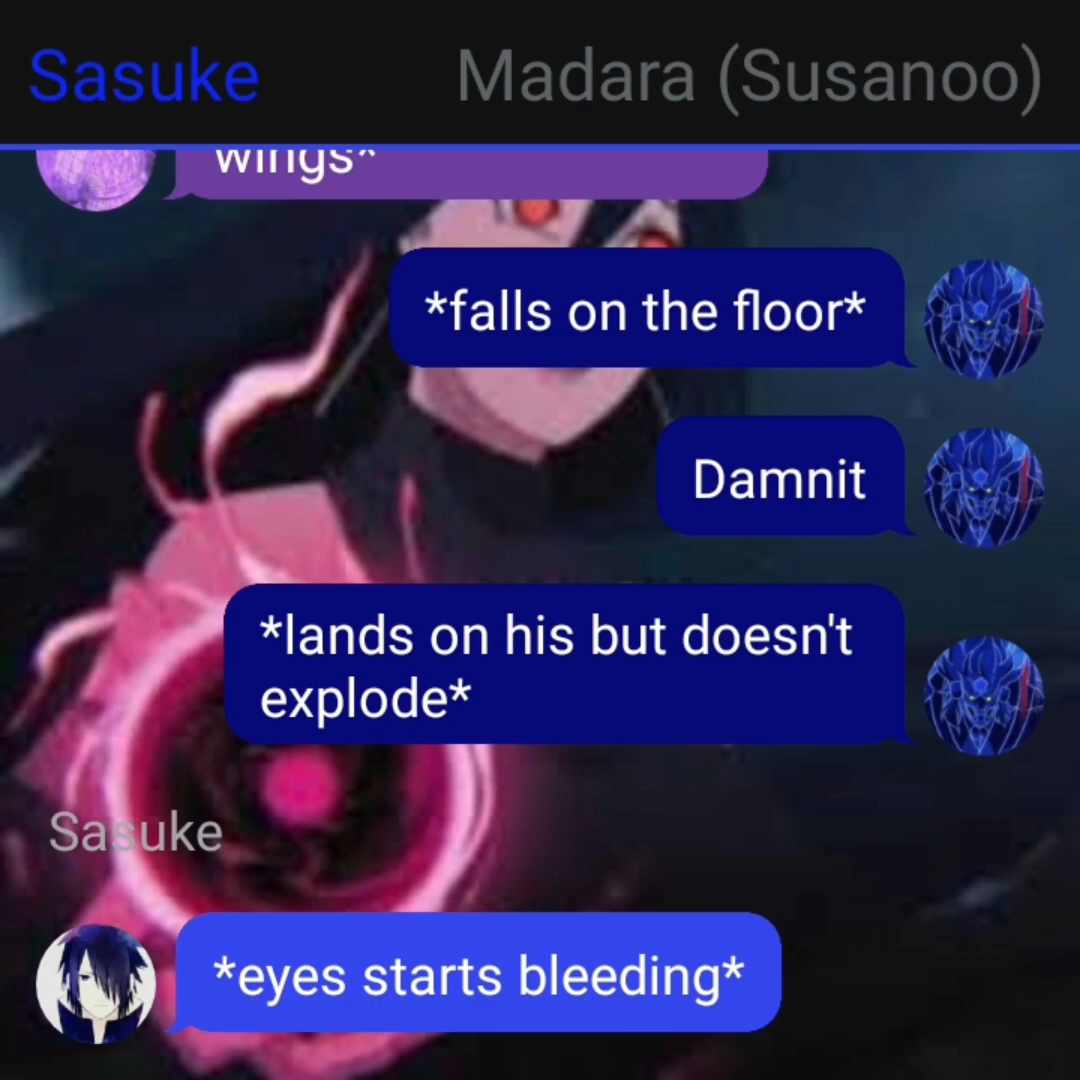 Sasuke
Madara (Susanoo)
wings*
*falls on the floor*
Damnit
*lands on his but doesn't
explode*
Sasuke
*eyes starts bleeding*